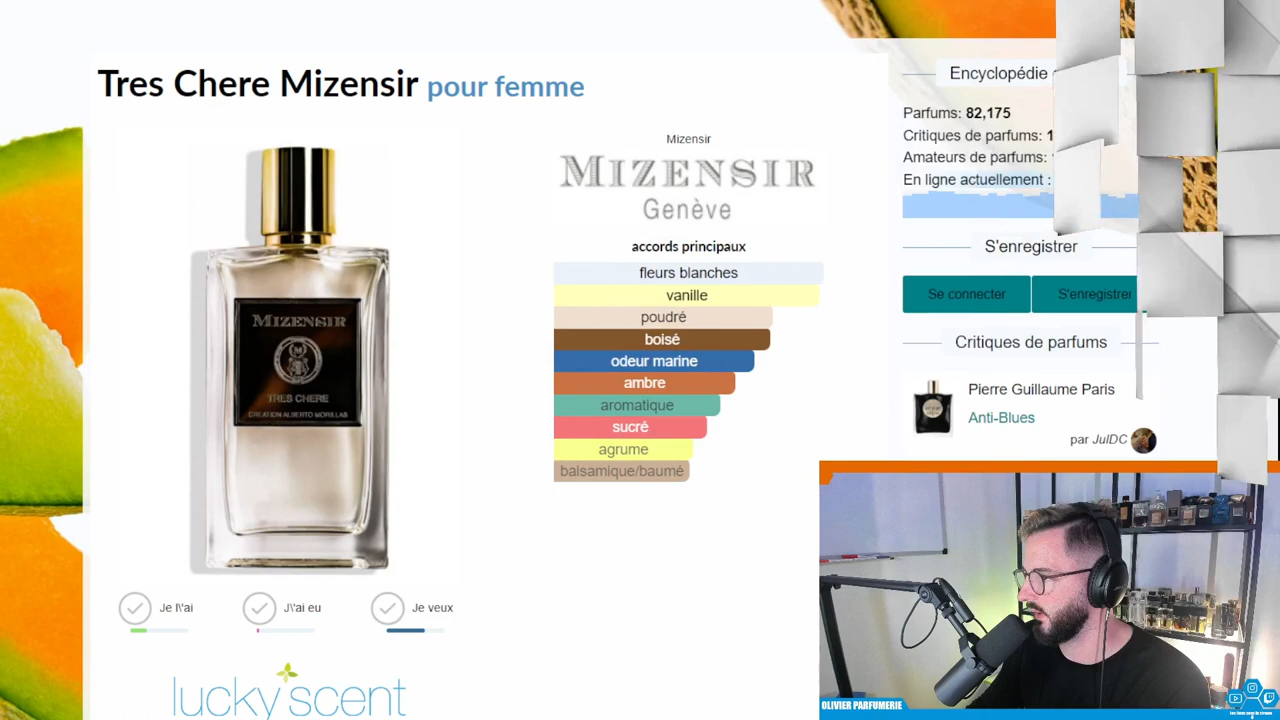 Tres Chere Mizensir pour femme
Mizensir
MIZENSIR
Genève
accords principaux
fleurs blanches
vanille
poudré
boisé
odeur marine
ambre
aromatique
sucré
agrume
balsamique/baumé
MIZENSIR
TRES CHERE
CREATION ALBERTO MORILLAS
Je l\'ai
J\'ai eu
Je veux
lucky scent
Encyclopédie
Parfums: 82,175
Critiques de parfums: 1
Amateurs de parfums:
En ligne actuellement :
S'enregistrer
Se connecter
S'enregistrer
Critiques de parfums
Pierre Guillaume Paris
Anti-Blues
par JulDC
OLIVIER PARFUMERIE